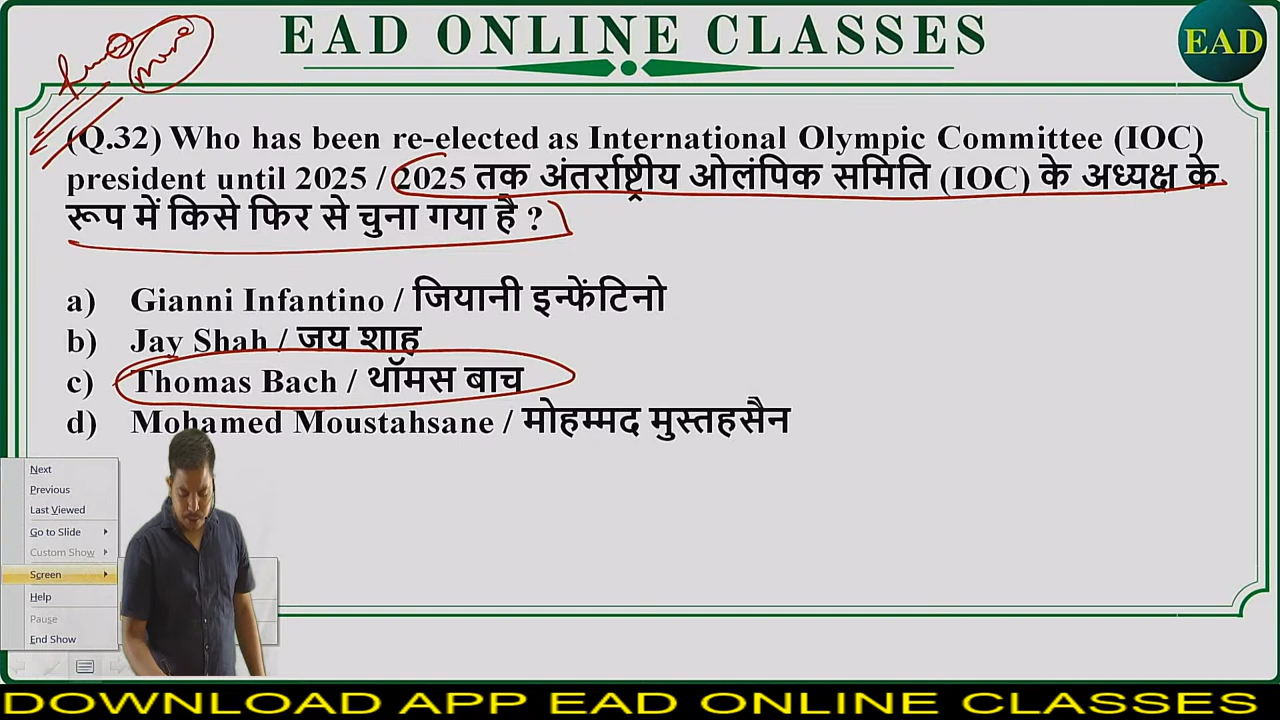 EAD ONLINE CLASSES
EAD
(Q.32) Who has been re-elected as International Olympic Committee (IOC)
president until 2025 / 2025 तक अंतर्राष्ट्रीय ओलंपिक समिति (IOC) के अध्यक्ष के
रूप में किसे फिर से चुना गया है ?
a) Gianni Infantino / जियानी इन्फेंटिनो
b) Jay Shah / जय शाह
c) Thomas Bach / थॉमस बाच
d) Mohamed Moustahsane / मोहम्मद मुस्तहसैन
Next
Previous
Last Viewed
Go to Slide
Custom Show
Screen
Help
Pause
End Show
DOWNLOAD APP EAD ONLINE CLASSES